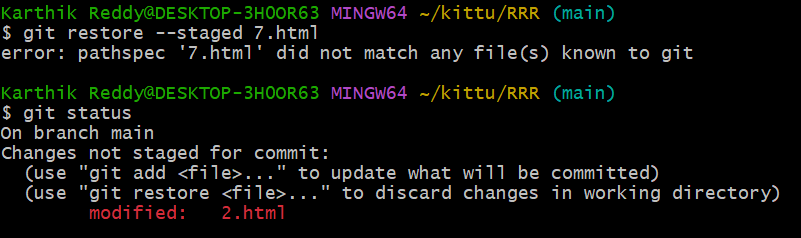 Karthik Reddy@DESKTOP-3HOOR63 MINGW64 ~/kittu/RRR (main)
$ git restore --staged 7.html
error: pathspec '7.html' did not match any file(s) known to git
Karthik Reddy@DESKTOP-3HOOR63 MINGW64 ~/kittu/RRR (main)
$ git status
On branch main
Changes not staged for commit:
  (use "git add <file>..." to update what will be committed)
  (use "git restore <file>..." to discard changes in working directory)
        modified:   2.html